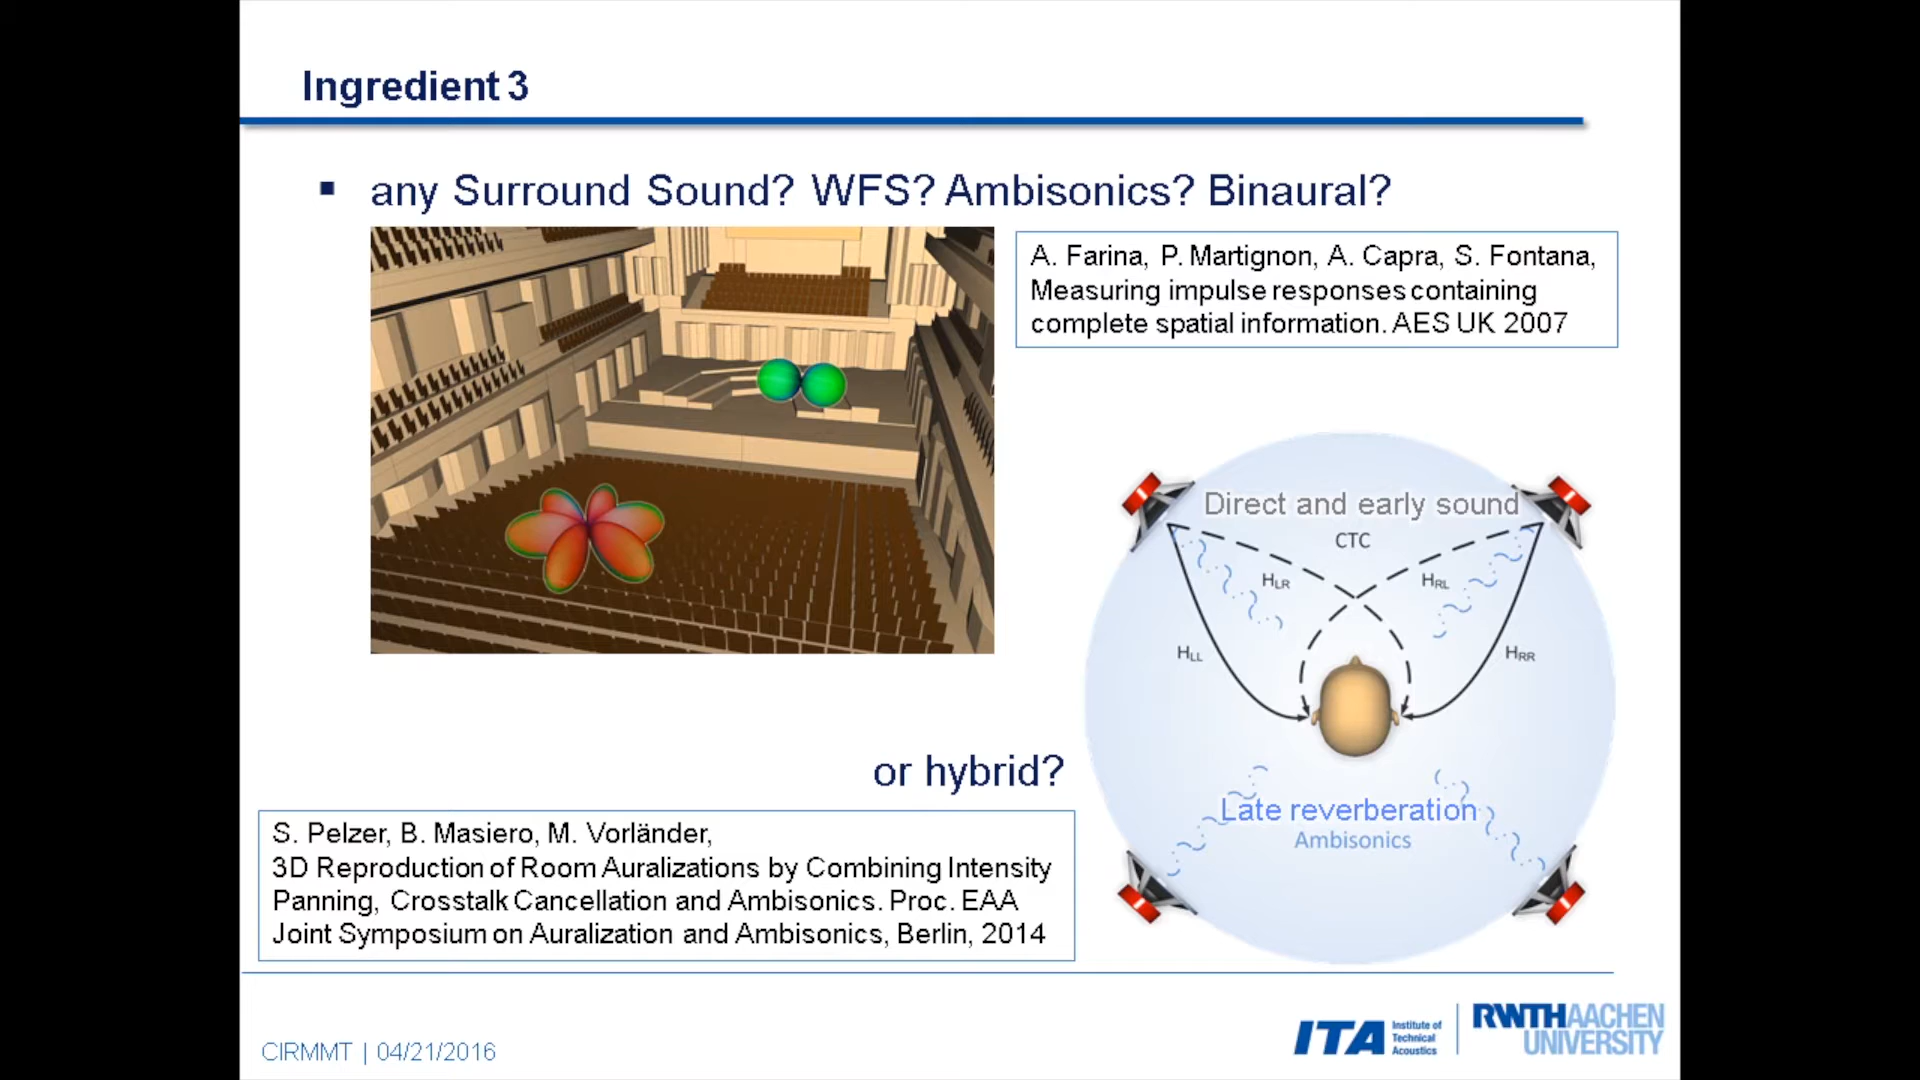 Ingredient 3
▪ any Surround Sound? WFS? Ambisonics? Binaural?
A. Farina, P. Martignon, A. Capra, S. Fontana,
Measuring impulse responses containing
complete spatial information. AES UK 2007
Direct and early sound
CTC
HLR
HRL
HLL
HRR
or hybrid?
Late reverberation
Ambisonics
S. Pelzer, B. Masiero, M. Vorländer,
3D Reproduction of Room Auralizations by Combining Intensity
Panning, Crosstalk Cancellation and Ambisonics. Proc. EAA
Joint Symposium on Auralization and Ambisonics, Berlin, 2014
CIRMMT | 04/21/2016
ITA
Institute of
Technical
Acoustics
RWTH AACHEN
UNIVERSITY